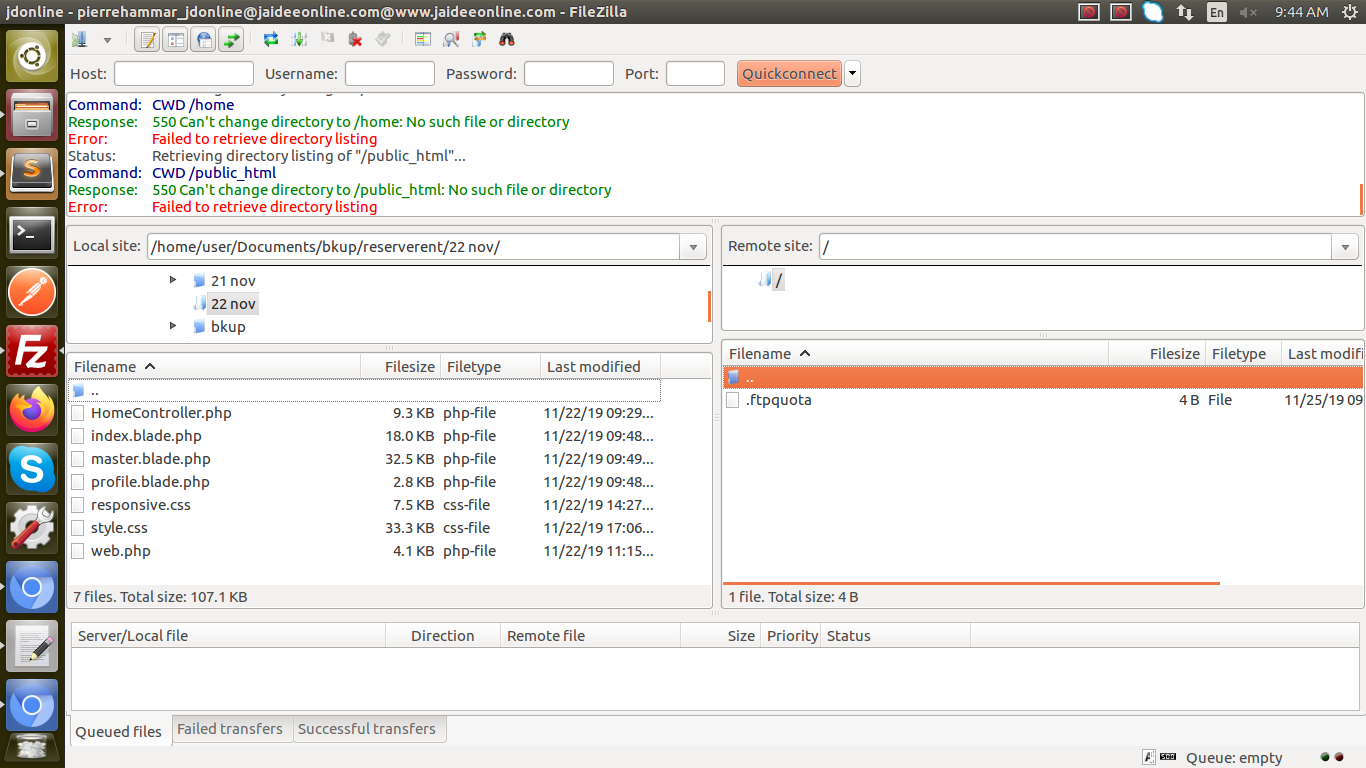 jdonline - pierrehammar_jdonline@jaideeonline.com@www.jaideeonline.com - FileZilla En 9:44 AM
Host: Username: Password: Port: Quickconnect
Command: CWD /home
Response: 550 Can't change directory to /home: No such file or directory
Error: Failed to retrieve directory listing
Status: Retrieving directory listing of "/public_html"...
Command: CWD /public_html
Response: 550 Can't change directory to /public_html: No such file or directory
Error: Failed to retrieve directory listing
Local site: /home/user/Documents/bkup/reserverent/22 nov/
21 nov
22 nov
bkup
Filename Filesize Filetype Last modified
..
HomeController.php 9.3 KB php-file 11/22/19 09:29...
index.blade.php 18.0 KB php-file 11/22/19 09:48...
master.blade.php 32.5 KB php-file 11/22/19 09:49...
profile.blade.php 2.8 KB php-file 11/22/19 09:48...
responsive.css 7.5 KB css-file 11/22/19 14:27...
style.css 33.3 KB css-file 11/22/19 17:06...
web.php 4.1 KB php-file 11/22/19 11:15...
7 files. Total size: 107.1 KB
Remote site: /
/
Filename Filesize Filetype Last modifi
..
.ftpquota 4 B File 11/25/19 09
1 file. Total size: 4 B
Server/Local file Direction Remote file Size Priority Status
Queued files Failed transfers Successful transfers
Queue: empty